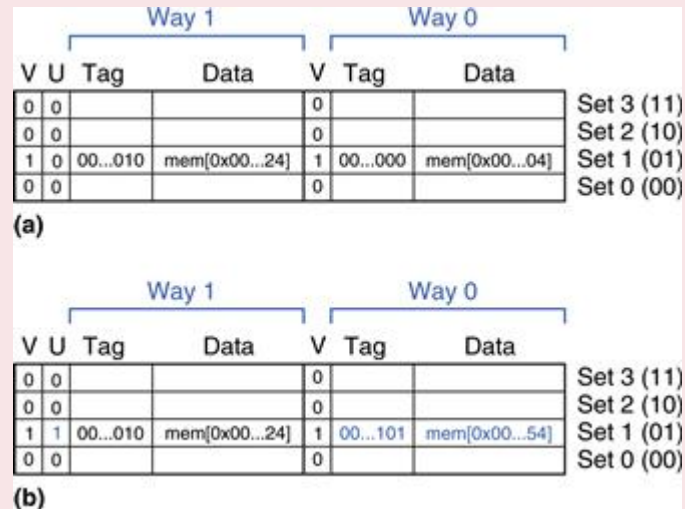 Way 1 Way 0
V U Tag Data V Tag Data
0 0 0 Set 3 (11)
0 0 0 Set 2 (10)
1 0 00...010 mem[0x00...24] 1 00...000 mem[0x00...04] Set 1 (01)
0 0 0 Set 0 (00)
(a)
Way 1 Way 0
V U Tag Data V Tag Data
0 0 0 Set 3 (11)
0 0 0 Set 2 (10)
1 1 00...010 mem[0x00...24] 1 00...101 mem[0x00...54] Set 1 (01)
0 0 0 Set 0 (00)
(b)